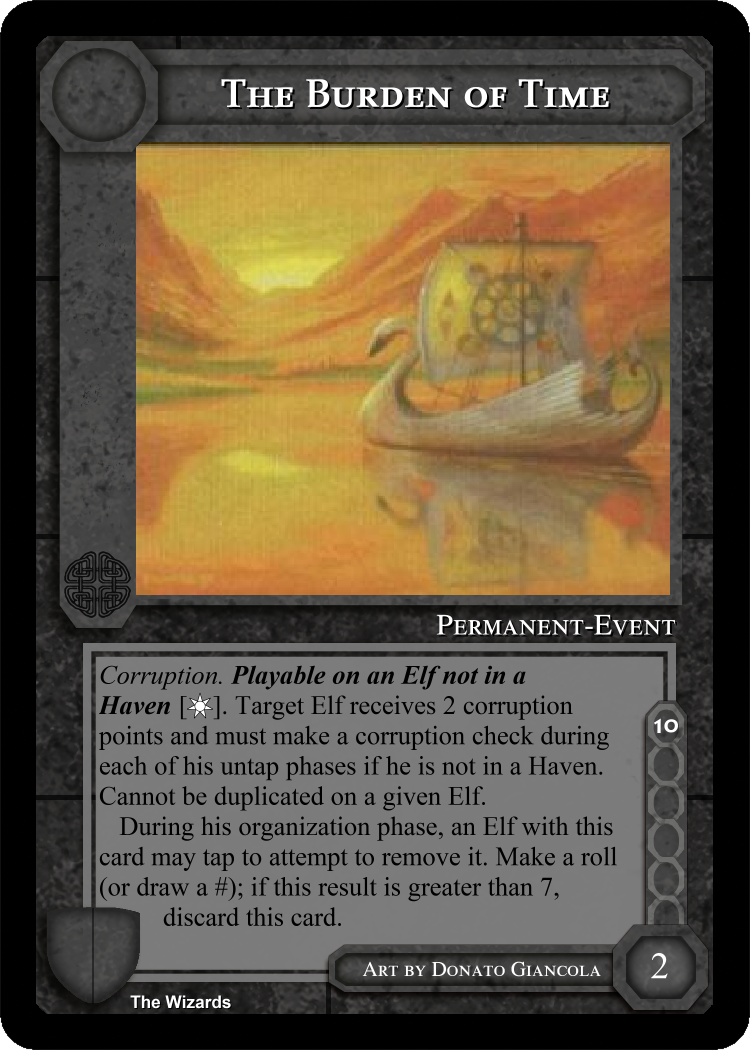 The Burden of Time
Permanent-Event
Corruption. Playable on an Elf not in a
Haven [☼]. Target Elf receives 2 corruption
points and must make a corruption check during
each of his untap phases if he is not in a Haven.
Cannot be duplicated on a given Elf.
During his organization phase, an Elf with this
card may tap to attempt to remove it. Make a roll
(or draw a #); if this result is greater than 7,
discard this card.
10
2
Art by Donato Giancola
The Wizards